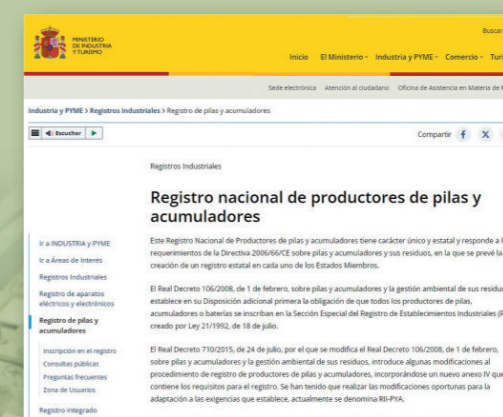 MINISTERIO
DE INDUSTRIA
Y TURISMO
Buscar
Inicio El Ministerio Industria y PYME Comercio
Sede electrónica Atención al ciudadano Oficina de Asistencia en Materia de
Industria y PYME > Registros Industriales > Registro de pilas y acumuladores
Escuchar
Compartir
Registros Industriales
Registro nacional de productores de pilas y
acumuladores
Ir a INDUSTRIA y PYME
Ir a Áreas de Interés
Registros Industriales
Registro de aparatos
eléctricos y electrónicos
Registro de pilas y
acumuladores
Inscripción en el registro
Consultas públicas
Preguntas frecuentes
Zona de Usuarios
Registro integrado
Este Registro Nacional de Productores de pilas y acumuladores tiene carácter único y estatal y responde a
requerimientos de la Directiva 2006/66/CE sobre pilas y acumuladores y sus residuos, en la que se prevé la
creación de un registro estatal en cada uno de los Estados Miembros.
El Real Decreto 106/2008, de 1 de febrero, sobre pilas y acumuladores y la gestión ambiental de sus
establece en su Disposición adicional primera la obligación de que todos los productores de pilas,
acumuladores o baterías se inscriban en la Sección Especial del Registro de Establecimientos Industriales
creado por Ley 21/1992, de 18 de julio.
El Real Decreto 710/2015, de 24 de julio, por el que se modifica el Real Decreto 106/2008, de 1 de febrero,
sobre pilas y acumuladores y la gestión ambiental de sus residuos, introduce algunas modificaciones al
procedimiento de registro de productores de pilas y acumuladores, incorporándose un nuevo anexo IV que
contiene los requisitos para el registro. Se han tenido que realizar las modificaciones oportunas para la
adaptación a las exigencias que establece, actualmente se denomina RII-PYA.